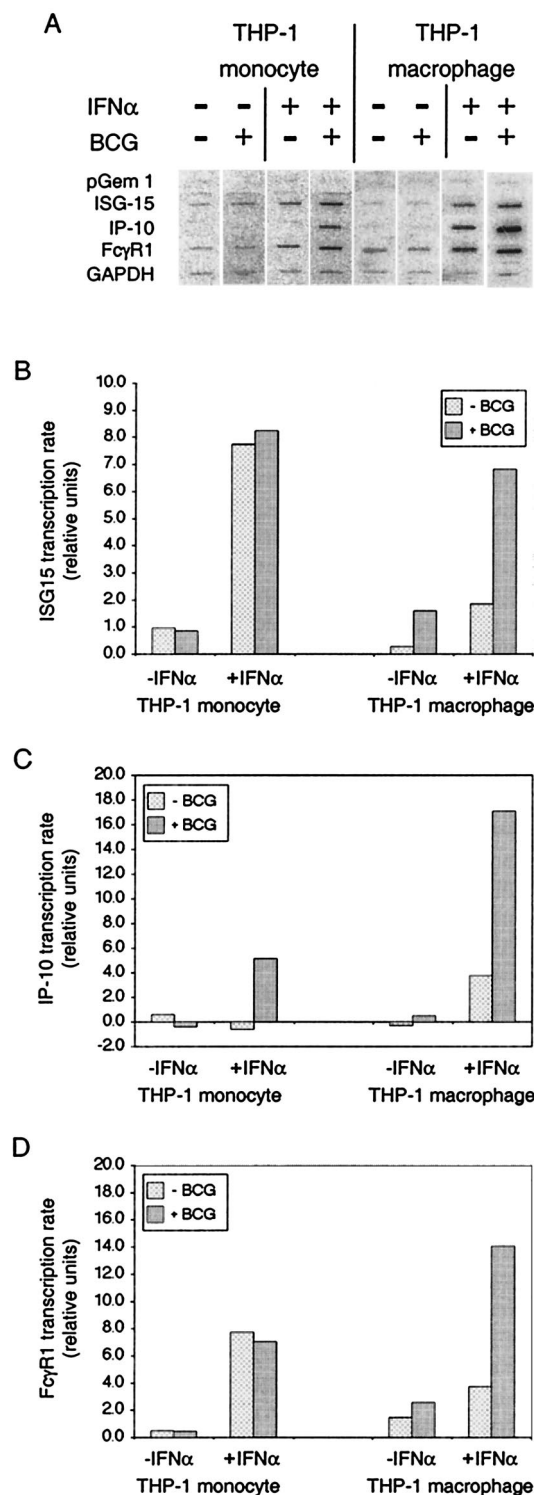 A
THP-1 monocyte THP-1 macrophage
IFNα - - + + - - + +
BCG - + - + - + - +
pGem 1
ISG-15
IP-10
FcγR1
GAPDH
B
ISG15 transcription rate (relative units)
10.0
9.0
8.0
7.0
6.0
5.0
4.0
3.0
2.0
1.0
0.0
- BCG
+ BCG
-IFNα +IFNα -IFNα +IFNα
THP-1 monocyte THP-1 macrophage
C
IP-10 transcription rate (relative units)
20.0
18.0
16.0
14.0
12.0
10.0
8.0
6.0
4.0
2.0
0.0
-2.0
- BCG
+ BCG
-IFNα +IFNα -IFNα +IFNα
THP-1 monocyte THP-1 macrophage
D
FcγR1 transcription rate (relative units)
20.0
18.0
16.0
14.0
12.0
10.0
8.0
6.0
4.0
2.0
0.0
- BCG
+ BCG
-IFNα +IFNα -IFNα +IFNα
THP-1 monocyte THP-1 macrophage